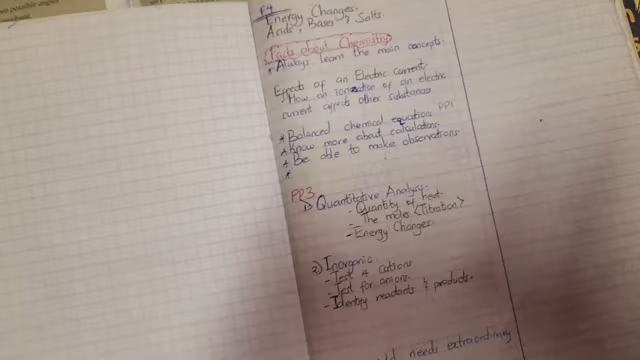 F4
Energy Changes.
Acids, Bases & Salts.
Facts about Chemistry
* Always learn the main concepts.
Effects of an Electric Current.
How an ionization of an electric
current affects other substances
* Balanced chemical equations PP1
* Know more about calculations.
* Be able to make observations.
*
PP3
1) Quantitative Analysis.
- Quantity of heat
- The moles (Titration)
- Energy Changes.
2) Inorganic
- Test 4 cations
- Test for anions.
- Identify reactants & products.
needs extraordinary